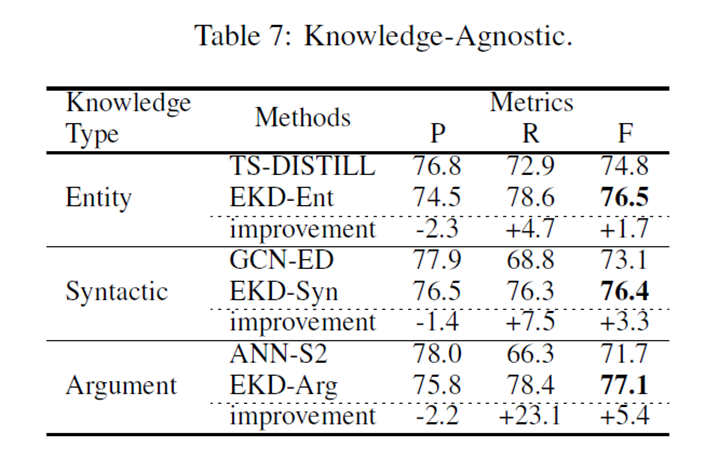 Table 7: Knowledge-Agnostic.
Knowledge Type Methods Metrics
P R F
Entity
TS-DISTILL 76.8 72.9 74.8
EKD-Ent 74.5 78.6 76.5
improvement -2.3 +4.7 +1.7
Syntactic
GCN-ED 77.9 68.8 73.1
EKD-Syn 76.5 76.3 76.4
improvement -1.4 +7.5 +3.3
Argument
ANN-S2 78.0 66.3 71.7
EKD-Arg 75.8 78.4 77.1
improvement -2.2 +23.1 +5.4